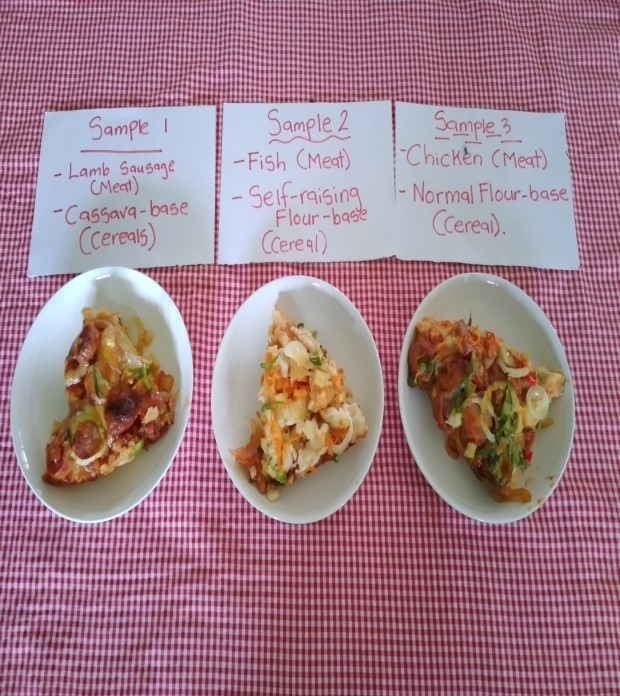 Sample 1
- Lamb Sausage
(Meat)
- Cassava-base
(Cereals)
Sample 2
- Fish (Meat)
- Self-raising
Flour-base
(Cereal)
Sample 3
- Chicken (Meat)
- Normal Flour-base
(Cereal).